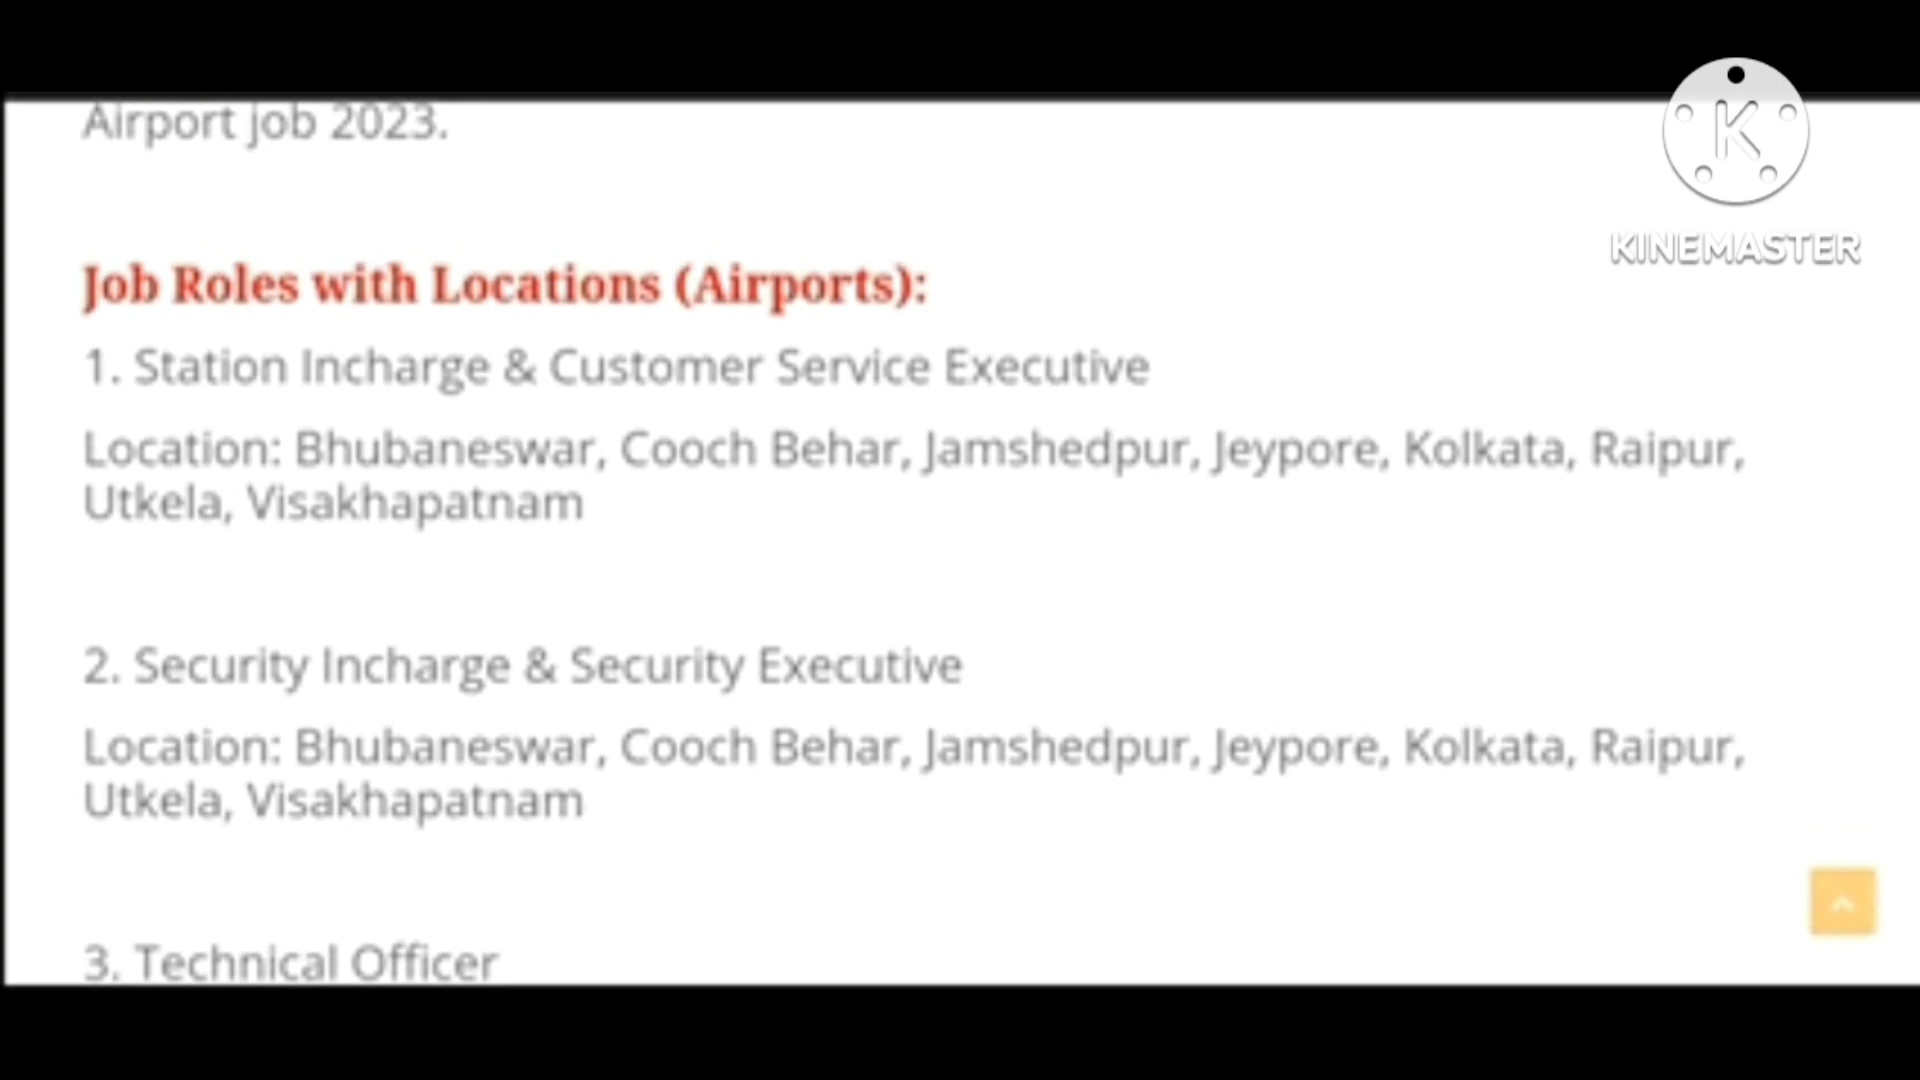 Airport job 2023.
K
KINEMASTER
Job Roles with Locations (Airports):
1. Station Incharge & Customer Service Executive
Location: Bhubaneswar, Cooch Behar, Jamshedpur, Jeypore, Kolkata, Raipur,
Utkela, Visakhapatnam
2. Security Incharge & Security Executive
Location: Bhubaneswar, Cooch Behar, Jamshedpur, Jeypore, Kolkata, Raipur,
Utkela, Visakhapatnam
3. Technical Officer